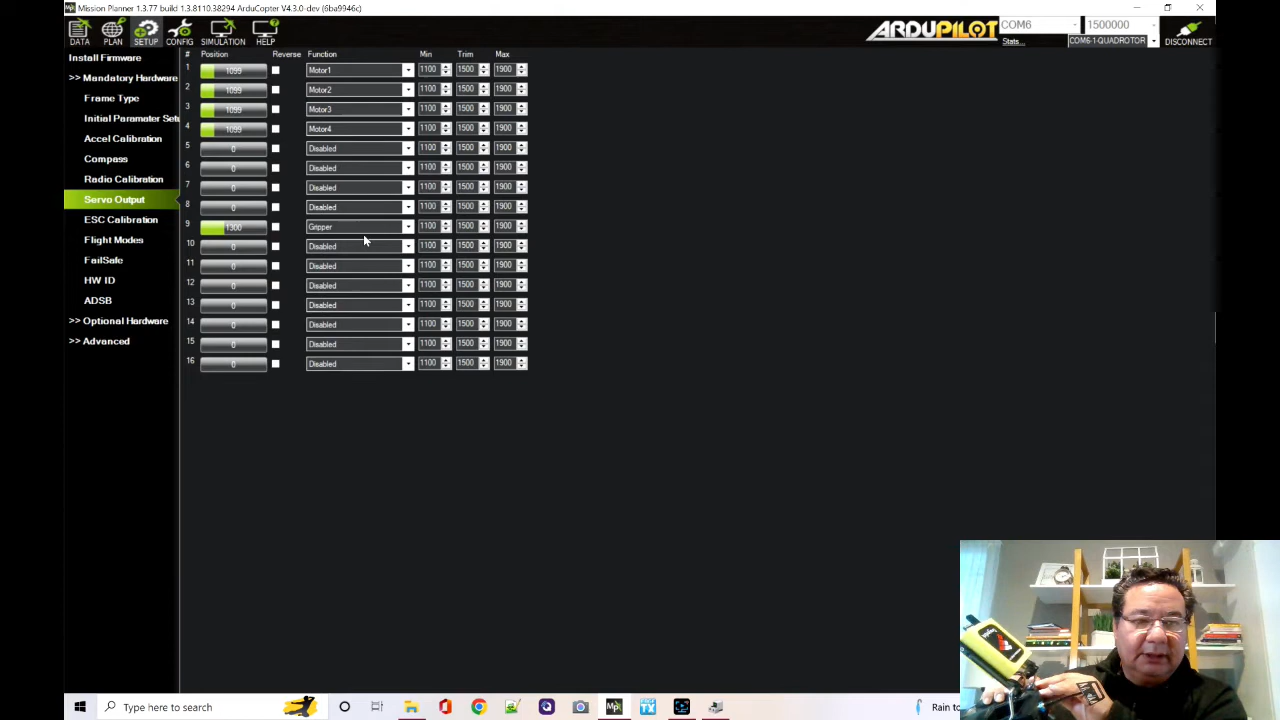 Mission Planner 1.3.77 build 1.3.8110.38294 ArduCopter V4.3.0-dev (6ba9946c)
DATA PLAN SETUP CONFIG SIMULATION HELP
ARDUPILOT
COM6 1500000
Stats... COM6-1-QUADROTOR DISCONNECT
Install Firmware
>> Mandatory Hardware
Frame Type
Initial Paramater Setu
Accel Calibration
Compass
Radio Calibration
Servo Output
ESC Calibration
Flight Modes
FailSafe
HW ID
ADSB
>> Optional Hardware
>> Advanced
# Position Reverse Function Min Trim Max
1 1099 Motor1 1100 1500 1900
2 1099 Motor2 1100 1500 1900
3 1099 Motor3 1100 1500 1900
4 1099 Motor4 1100 1500 1900
5 0 Disabled 1100 1500 1900
6 0 Disabled 1100 1500 1900
7 0 Disabled 1100 1500 1900
8 0 Disabled 1100 1500 1900
9 1300 Gripper 1100 1500 1900
10 0 Disabled 1100 1500 1900
11 0 Disabled 1100 1500 1900
12 0 Disabled 1100 1500 1900
13 0 Disabled 1100 1500 1900
14 0 Disabled 1100 1500 1900
15 0 Disabled 1100 1500 1900
16 0 Disabled 1100 1500 1900
Type here to search
Mp
TX
Rain to